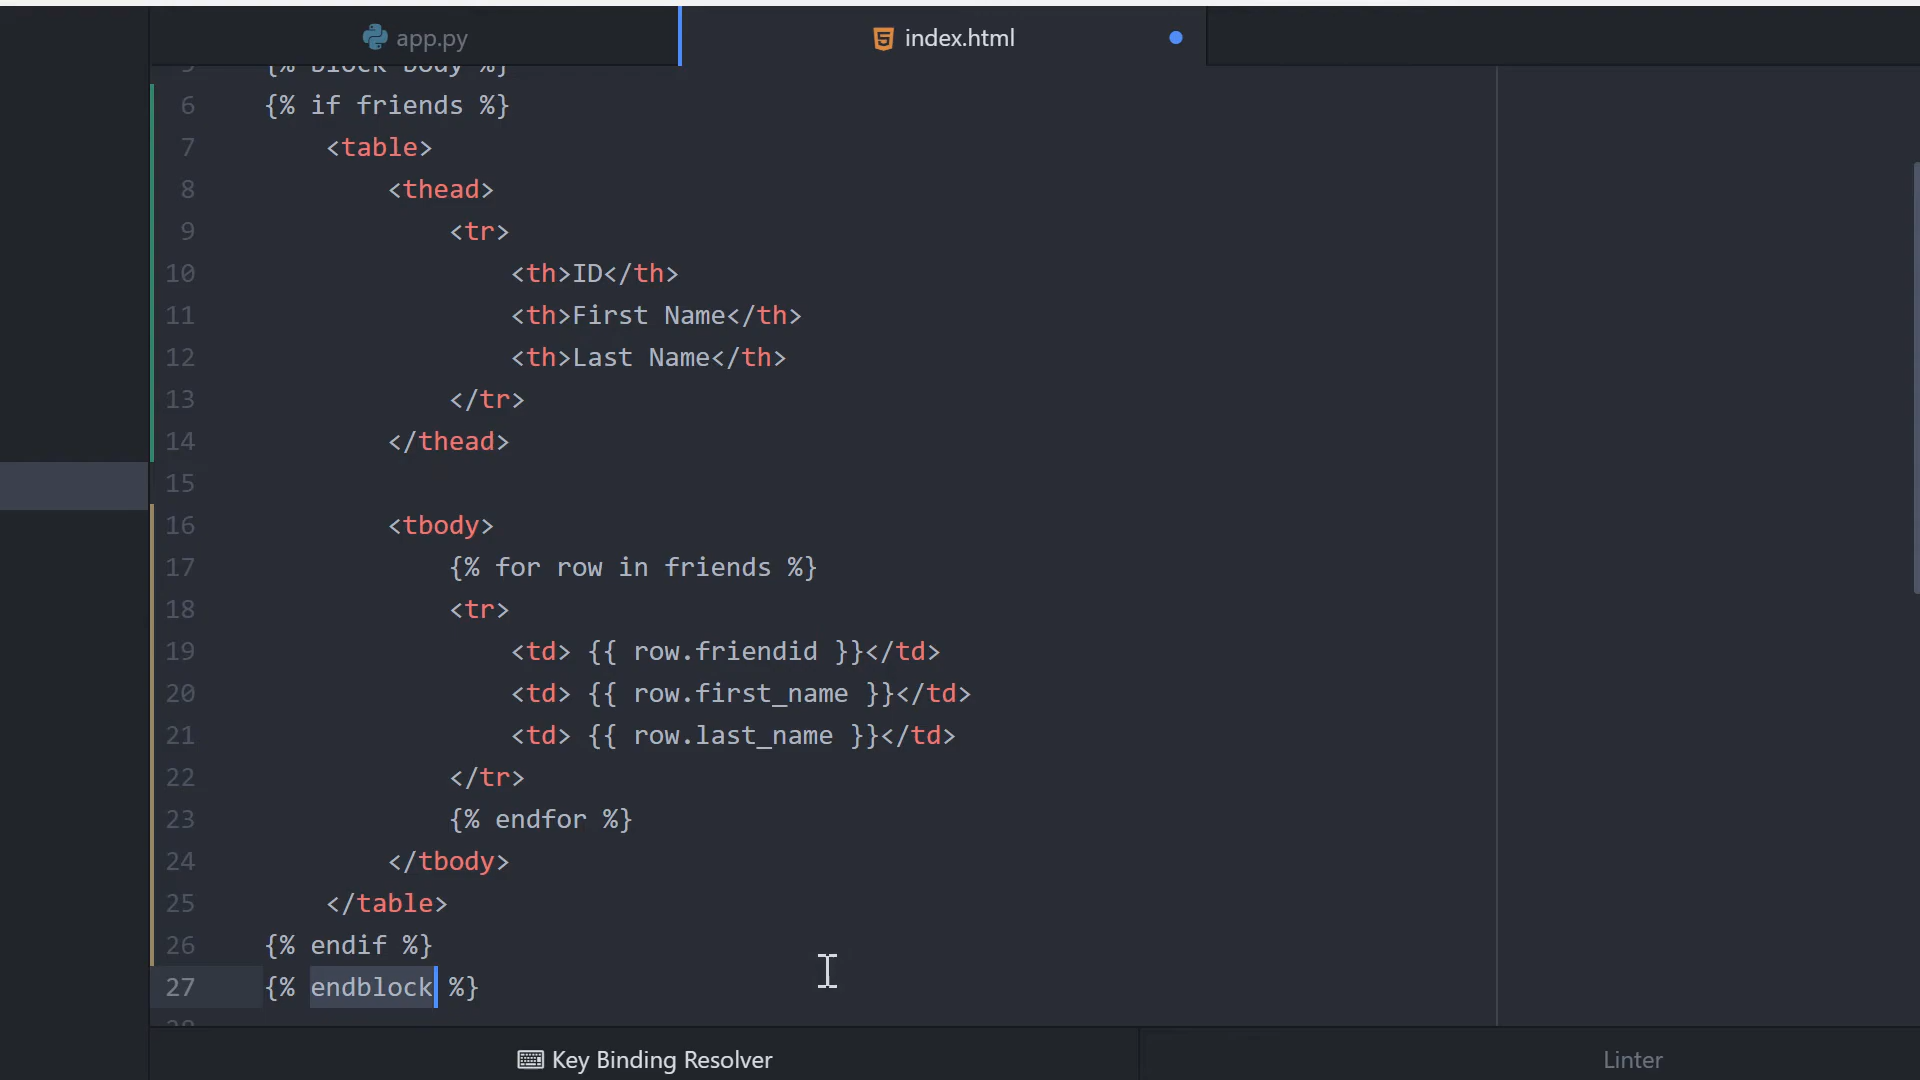 app.py
index.html
{% block body %}
6 {% if friends %}
7 <table>
8 <thead>
9 <tr>
10 <th>ID</th>
11 <th>First Name</th>
12 <th>Last Name</th>
13 </tr>
14 </thead>
15
16 <tbody>
17 {% for row in friends %}
18 <tr>
19 <td> {{ row.friendid }}</td>
20 <td> {{ row.first_name }}</td>
21 <td> {{ row.last_name }}</td>
22 </tr>
23 {% endfor %}
24 </tbody>
25 </table>
26 {% endif %}
27 {% endblock %}
Key Binding Resolver
Linter